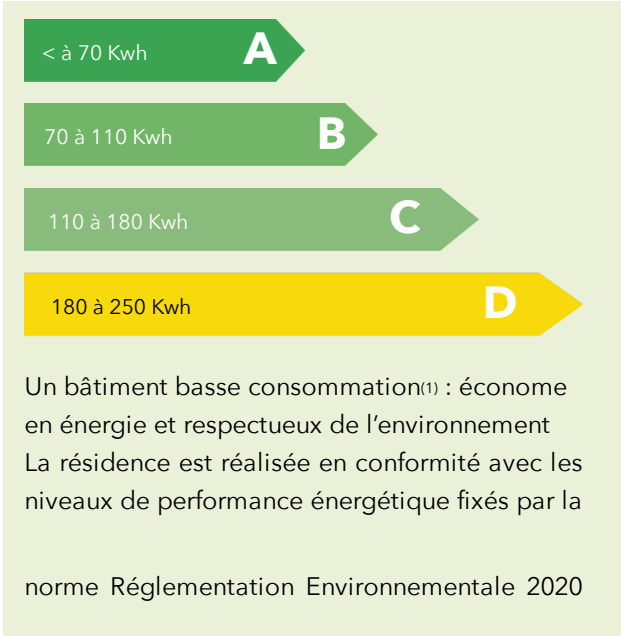 < à 70 Kwh A
70 à 110 Kwh B
110 à 180 Kwh C
180 à 250 Kwh D
Un bâtiment basse consommation(1) : économe
en énergie et respectueux de l’environnement
La résidence est réalisée en conformité avec les
niveaux de performance énergétique fixés par la
norme Réglementation Environnementale 2020